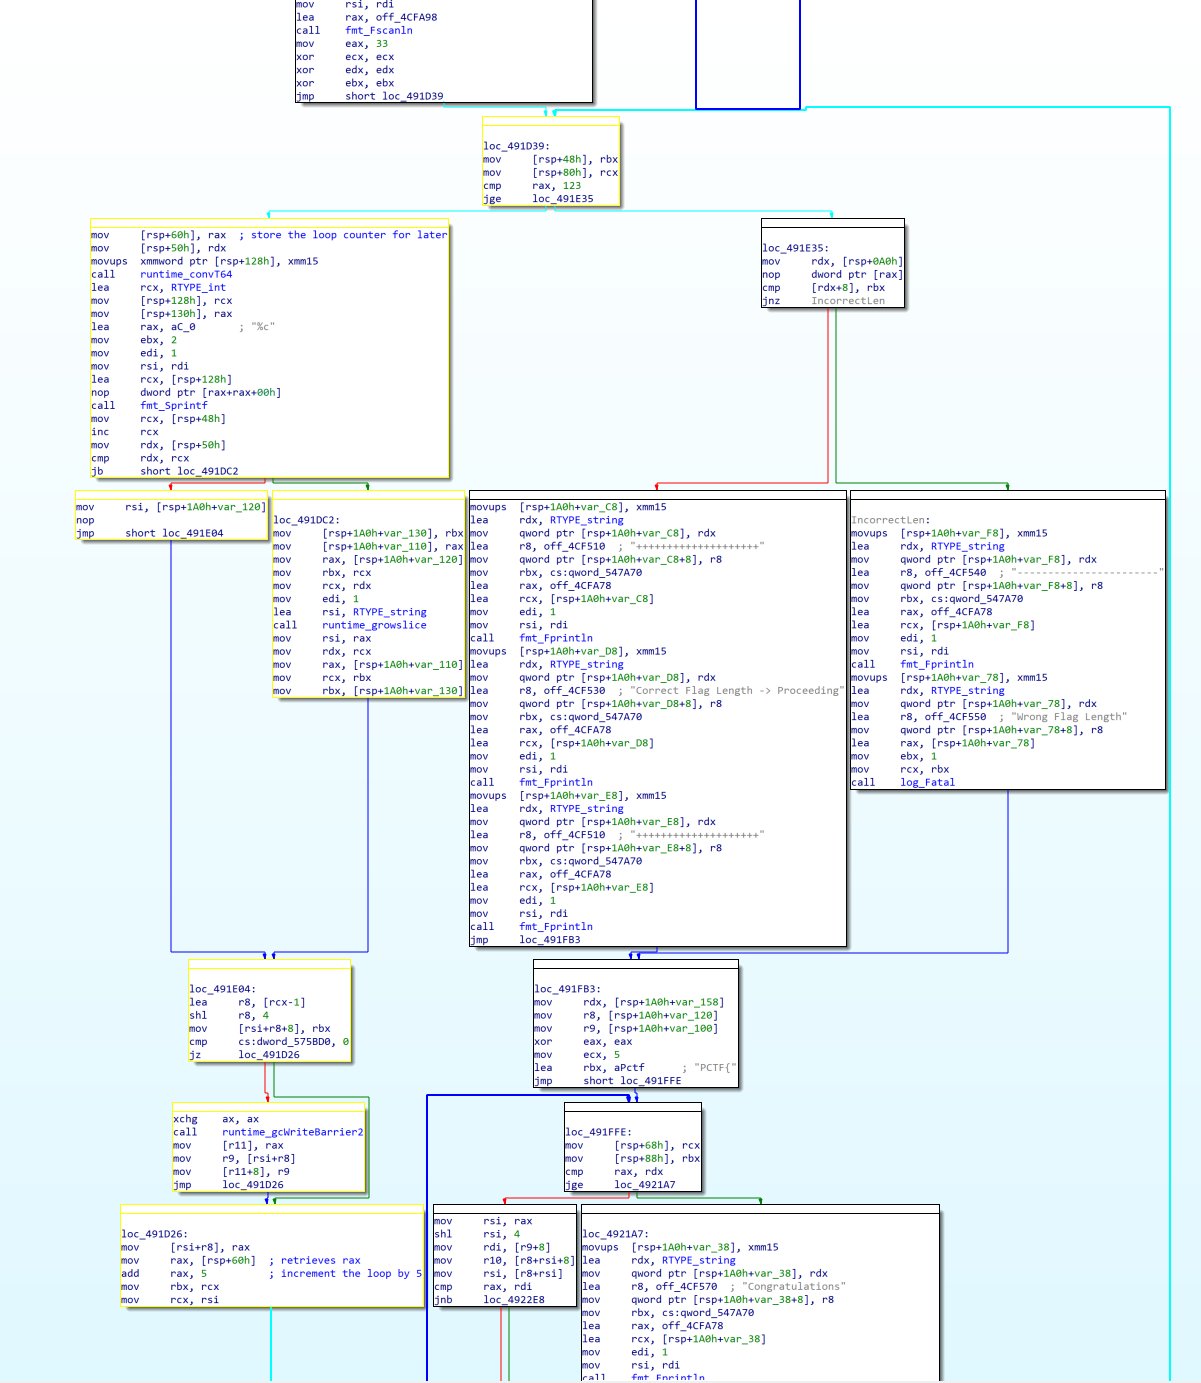 mov rsi, rdi
lea rax, off_4CFA98
call fmt_Fscanln
mov eax, 33
xor ecx, ecx
xor edx, edx
xor ebx, ebx
jmp short loc_491D39
loc_491D39:
mov [rsp+48h], rbx
mov [rsp+80h], rcx
cmp rax, 123
jge loc_491E35
mov [rsp+60h], rax ; store the loop counter for later
mov [rsp+50h], rdx
movups xmmword ptr [rsp+128h], xmm15
call runtime_convT64
lea rcx, RTYPE_int
mov [rsp+128h], rcx
mov [rsp+130h], rax
lea rax, aC_0 ; "%c"
mov ebx, 2
mov edi, 1
mov rsi, rdi
lea rcx, [rsp+128h]
nop dword ptr [rax+rax+00h]
call fmt_Sprintf
mov rcx, [rsp+48h]
inc rcx
mov rdx, [rsp+50h]
cmp rdx, rcx
jb short loc_491DC2
loc_491E35:
mov rdx, [rsp+0A0h]
nop dword ptr [rax]
cmp [rdx+8], rbx
jnz IncorrectLen
mov rsi, [rsp+1A0h+var_120]
nop
jmp short loc_491E04
loc_491DC2:
mov [rsp+1A0h+var_130], rbx
mov [rsp+1A0h+var_110], rax
mov rax, [rsp+1A0h+var_120]
mov rbx, rcx
mov rcx, rdx
mov edi, 1
lea rsi, RTYPE_string
call runtime_growslice
mov rsi, rax
mov rdx, rcx
mov rax, [rsp+1A0h+var_110]
mov rcx, rbx
mov rbx, [rsp+1A0h+var_130]
movups [rsp+1A0h+var_C8], xmm15
lea rdx, RTYPE_string
mov qword ptr [rsp+1A0h+var_C8], rdx
lea r8, off_4CF510 ; "++++++++++++++++++++"
mov qword ptr [rsp+1A0h+var_C8+8], r8
mov rbx, cs:qword_547A70
lea rax, off_4CFA78
lea rcx, [rsp+1A0h+var_C8]
mov edi, 1
mov rsi, rdi
call fmt_Fprintln
movups [rsp+1A0h+var_D8], xmm15
lea rdx, RTYPE_string
mov qword ptr [rsp+1A0h+var_D8], rdx
lea r8, off_4CF530 ; "Correct Flag Length -> Proceeding"
mov qword ptr [rsp+1A0h+var_D8+8], r8
mov rbx, cs:qword_547A70
lea rax, off_4CFA78
lea rcx, [rsp+1A0h+var_D8]
mov edi, 1
mov rsi, rdi
call fmt_Fprintln
movups [rsp+1A0h+var_E8], xmm15
lea rdx, RTYPE_string
mov qword ptr [rsp+1A0h+var_E8], rdx
lea r8, off_4CF510 ; "++++++++++++++++++++"
mov qword ptr [rsp+1A0h+var_E8+8], r8
mov rbx, cs:qword_547A70
lea rax, off_4CFA78
lea rcx, [rsp+1A0h+var_E8]
mov edi, 1
mov rsi, rdi
call fmt_Fprintln
jmp loc_491FB3
IncorrectLen:
movups [rsp+1A0h+var_F8], xmm15
lea rdx, RTYPE_string
mov qword ptr [rsp+1A0h+var_F8], rdx
lea r8, off_4CF540 ; "-----------------------"
mov qword ptr [rsp+1A0h+var_F8+8], r8
mov rbx, cs:qword_547A70
lea rax, off_4CFA78
lea rcx, [rsp+1A0h+var_F8]
mov edi, 1
mov rsi, rdi
call fmt_Fprintln
movups [rsp+1A0h+var_78], xmm15
lea rdx, RTYPE_string
mov qword ptr [rsp+1A0h+var_78], rdx
lea r8, off_4CF550 ; "Wrong Flag Length"
mov qword ptr [rsp+1A0h+var_78+8], r8
lea rax, [rsp+1A0h+var_78]
mov ebx, 1
mov rcx, rbx
call log_Fatal
loc_491E04:
lea r8, [rcx-1]
shl r8, 4
mov [rsi+r8+8], rbx
cmp cs:dword_575BD0, 0
jz loc_491D26
loc_491FB3:
mov rdx, [rsp+1A0h+var_158]
mov r8, [rsp+1A0h+var_120]
mov r9, [rsp+1A0h+var_100]
xor eax, eax
mov ecx, 5
lea rbx, aPctf ; "PCTF{"
jmp short loc_491FFE
xchg ax, ax
call runtime_gcWriteBarrier2
mov [r11], rax
mov r9, [rsi+r8]
mov [r11+8], r9
jmp loc_491D26
loc_491FFE:
mov [rsp+68h], rcx
mov [rsp+88h], rbx
cmp rax, rdx
jge loc_4921A7
loc_491D26:
mov [rsi+r8], rax
mov rax, [rsp+60h] ; retrieves rax
add rax, 5 ; increment the loop by 5
mov rbx, rcx
mov rcx, rsi
mov rsi, rax
shl rsi, 4
mov rdi, [r9+8]
mov r10, [r8+rsi+8]
mov rsi, [r8+rsi]
cmp rax, rdi
jnb loc_4922E8
loc_4921A7:
movups [rsp+1A0h+var_38], xmm15
lea rdx, RTYPE_string
mov qword ptr [rsp+1A0h+var_38], rdx
lea r8, off_4CF570 ; "Congratulations"
mov qword ptr [rsp+1A0h+var_38+8], r8
mov rbx, cs:qword_547A70
lea rax, off_4CFA78
lea rcx, [rsp+1A0h+var_38]
mov edi, 1
mov rsi, rdi
call fmt_Fprintln